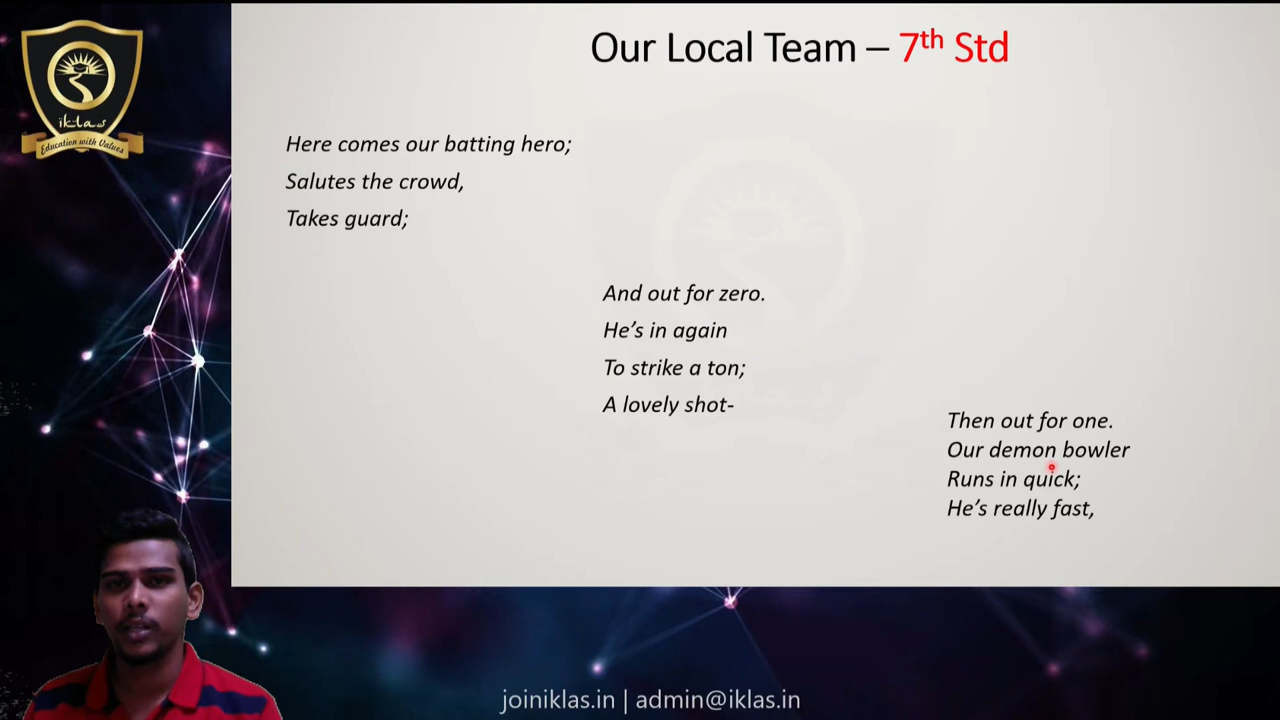 iklas
Education with Values
Our Local Team – 7th Std
Here comes our batting hero;
Salutes the crowd,
Takes guard;
And out for zero.
He’s in again
To strike a ton;
A lovely shot-
Then out for one.
Our demon bowler
Runs in quick;
He’s really fast,
joiniklas.in | admin@iklas.in